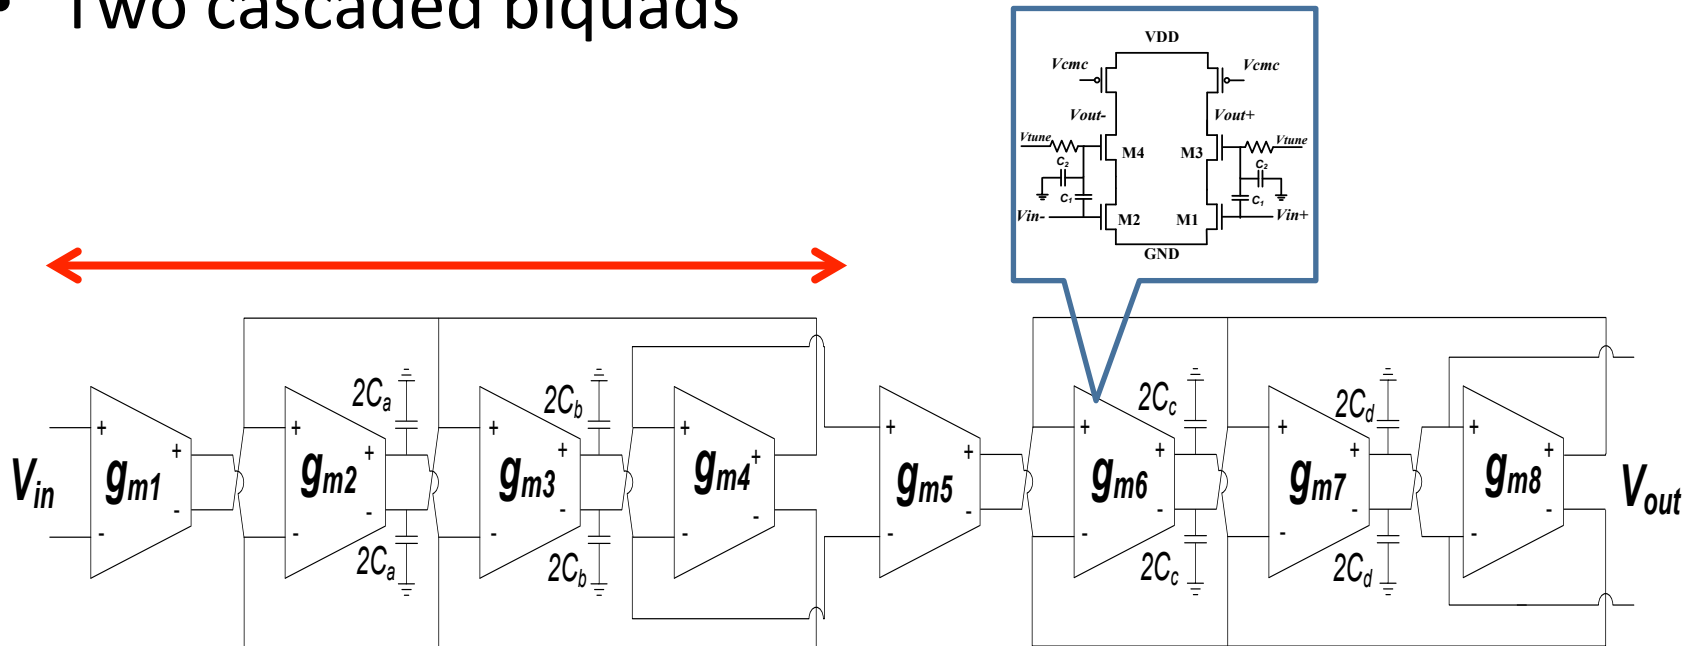 • Two cascaded biquads
VDD
Vcmc Vcmc
Vout- Vout+
Vtune Vtune
M4 M3
C2 C2
C1 C1
Vin- M2 M1 Vin+
GND
2Ca 2Cb 2Cc 2Cd
+ + + + + + + +
+ + + + + + + +
Vin gm1 gm2 gm3 gm4 gm5 gm6 gm7 gm8 Vout
- - - - - - - -
- - - - - - - -
2Ca 2Cb 2Cc 2Cd